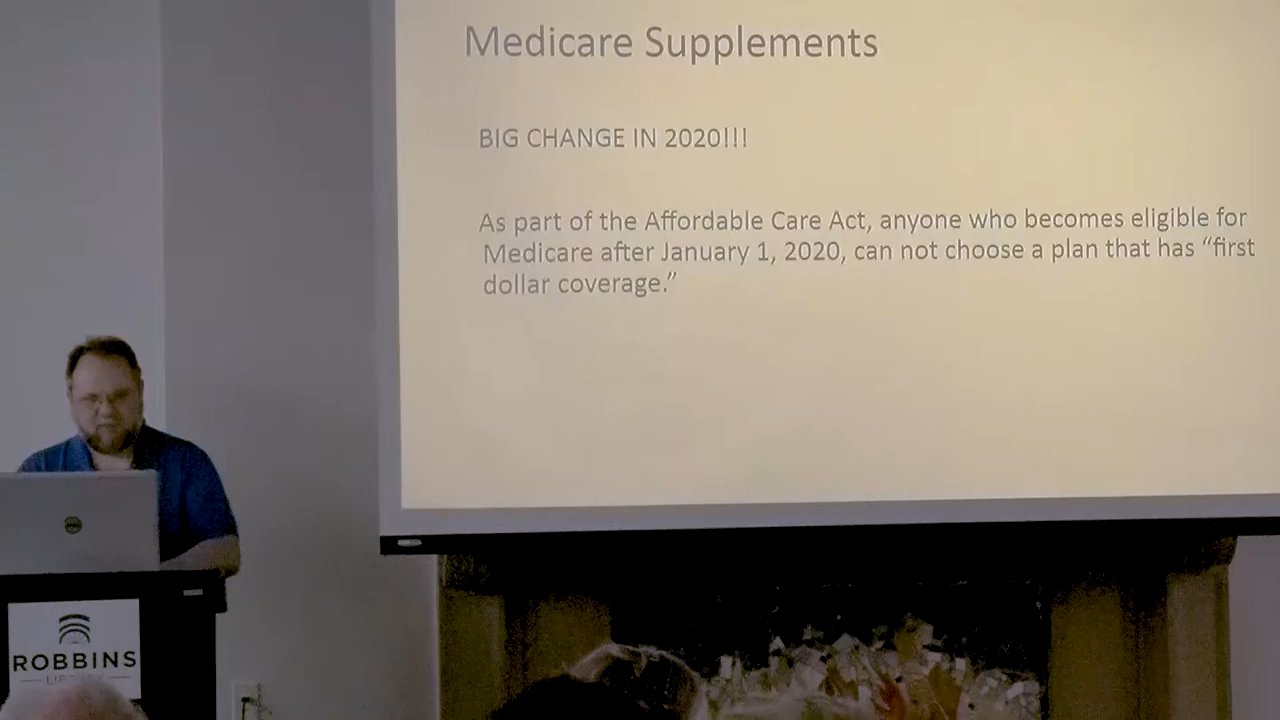 Medicare Supplements
BIG CHANGE IN 2020!!!
As part of the Affordable Care Act, anyone who becomes eligible for
Medicare after January 1, 2020, can not choose a plan that has “first
dollar coverage.”
ROBBINS
LIBRARY